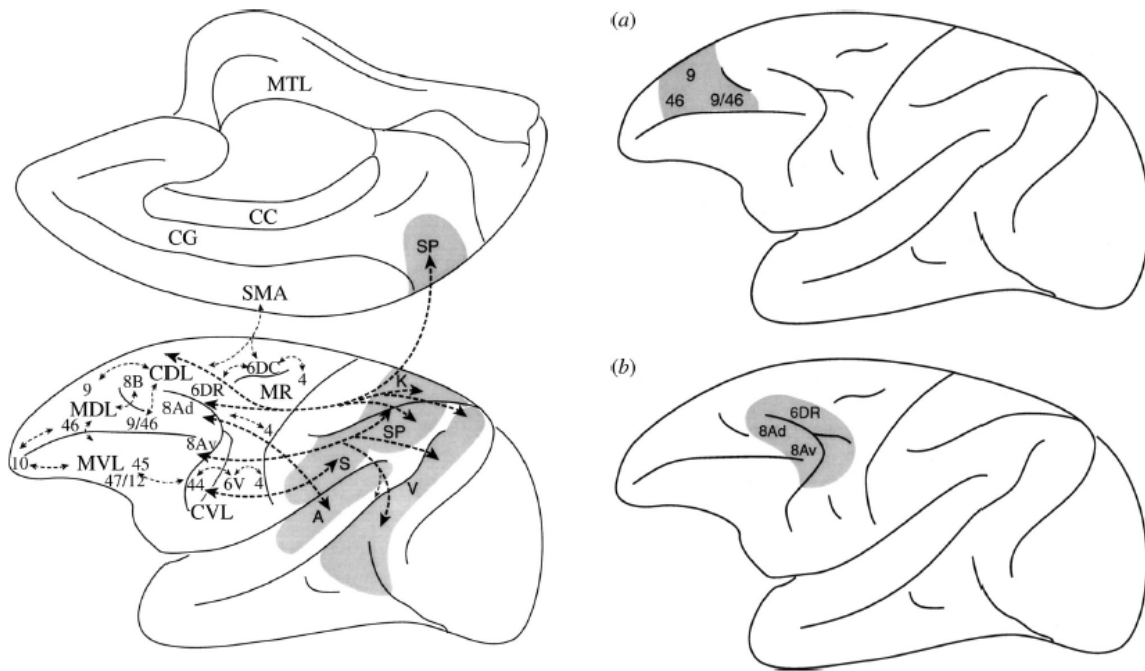 MTL
CC
CG
SP
SMA
CDL
6DC
8B
9
6DR
MR
4
K
MDL
8Ad
46
9/46
4
SP
8Av
10
MVL
45
S
V
47/12
44
6V
4
CVL
A
(a)
9
46 9/46
(b)
6DR
8Ad
8Av